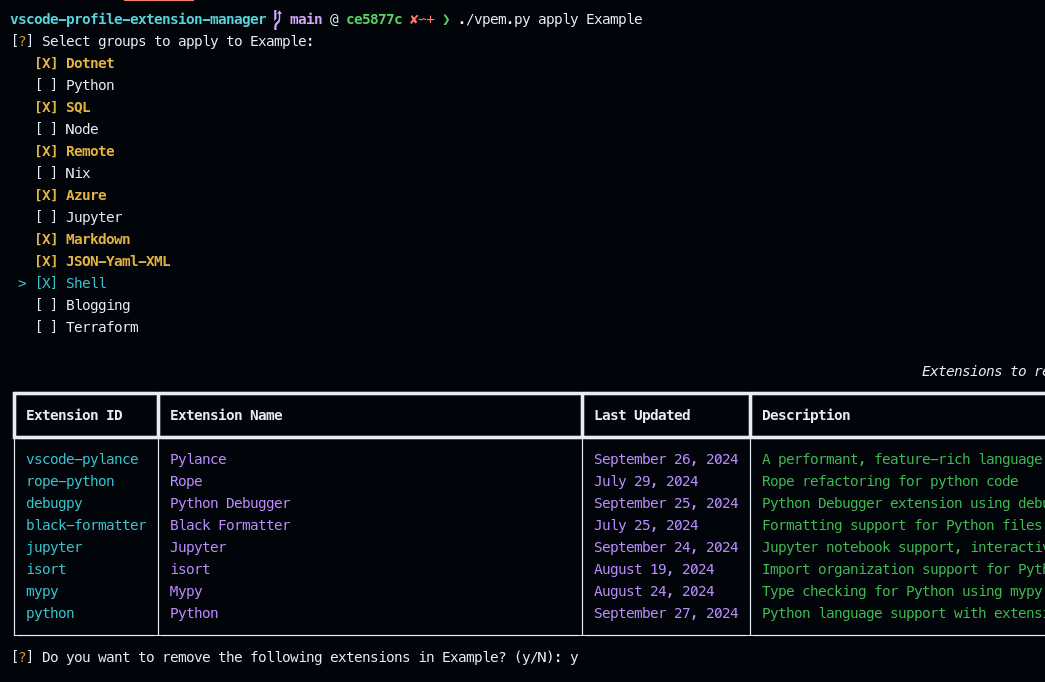 vscode-profile-extension-manager main @ ce5877c ✘−+ ❯ ./vpem.py apply Example
[?] Select groups to apply to Example:
[X] Dotnet
[ ] Python
[X] SQL
[ ] Node
[X] Remote
[ ] Nix
[X] Azure
[ ] Jupyter
[X] Markdown
[X] JSON-Yaml-XML
> [X] Shell
[ ] Blogging
[ ] Terraform
Extensions to re
Extension ID Extension Name Last Updated Description
vscode-pylance Pylance September 26, 2024 A performant, feature-rich language
rope-python Rope July 29, 2024 Rope refactoring for python code
debugpy Python Debugger September 25, 2024 Python Debugger extension using debu
black-formatter Black Formatter July 25, 2024 Formatting support for Python files
jupyter Jupyter September 24, 2024 Jupyter notebook support, interactiv
isort isort August 19, 2024 Import organization support for Pyth
mypy Mypy August 24, 2024 Type checking for Python using mypy
python Python September 27, 2024 Python language support with extensi
[?] Do you want to remove the following extensions in Example? (y/N): y